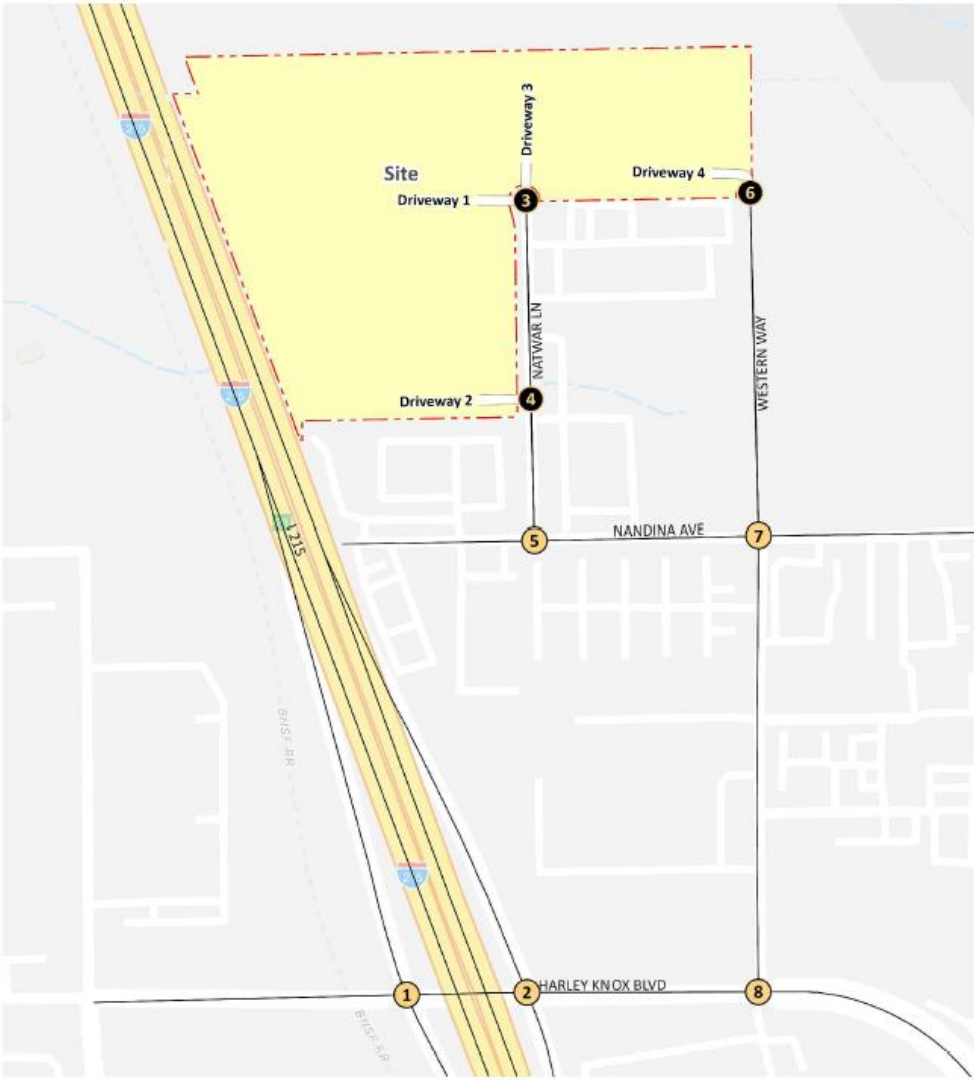 Driveway 3
Site
Driveway 4
Driveway 1
3
6
NATWAR LN
WESTERN WAY
Driveway 2
4
I 215
NANDINA AVE
5
7
BNSF RR
HARLEY KNOX BLVD
1
2
8
BNSF RR